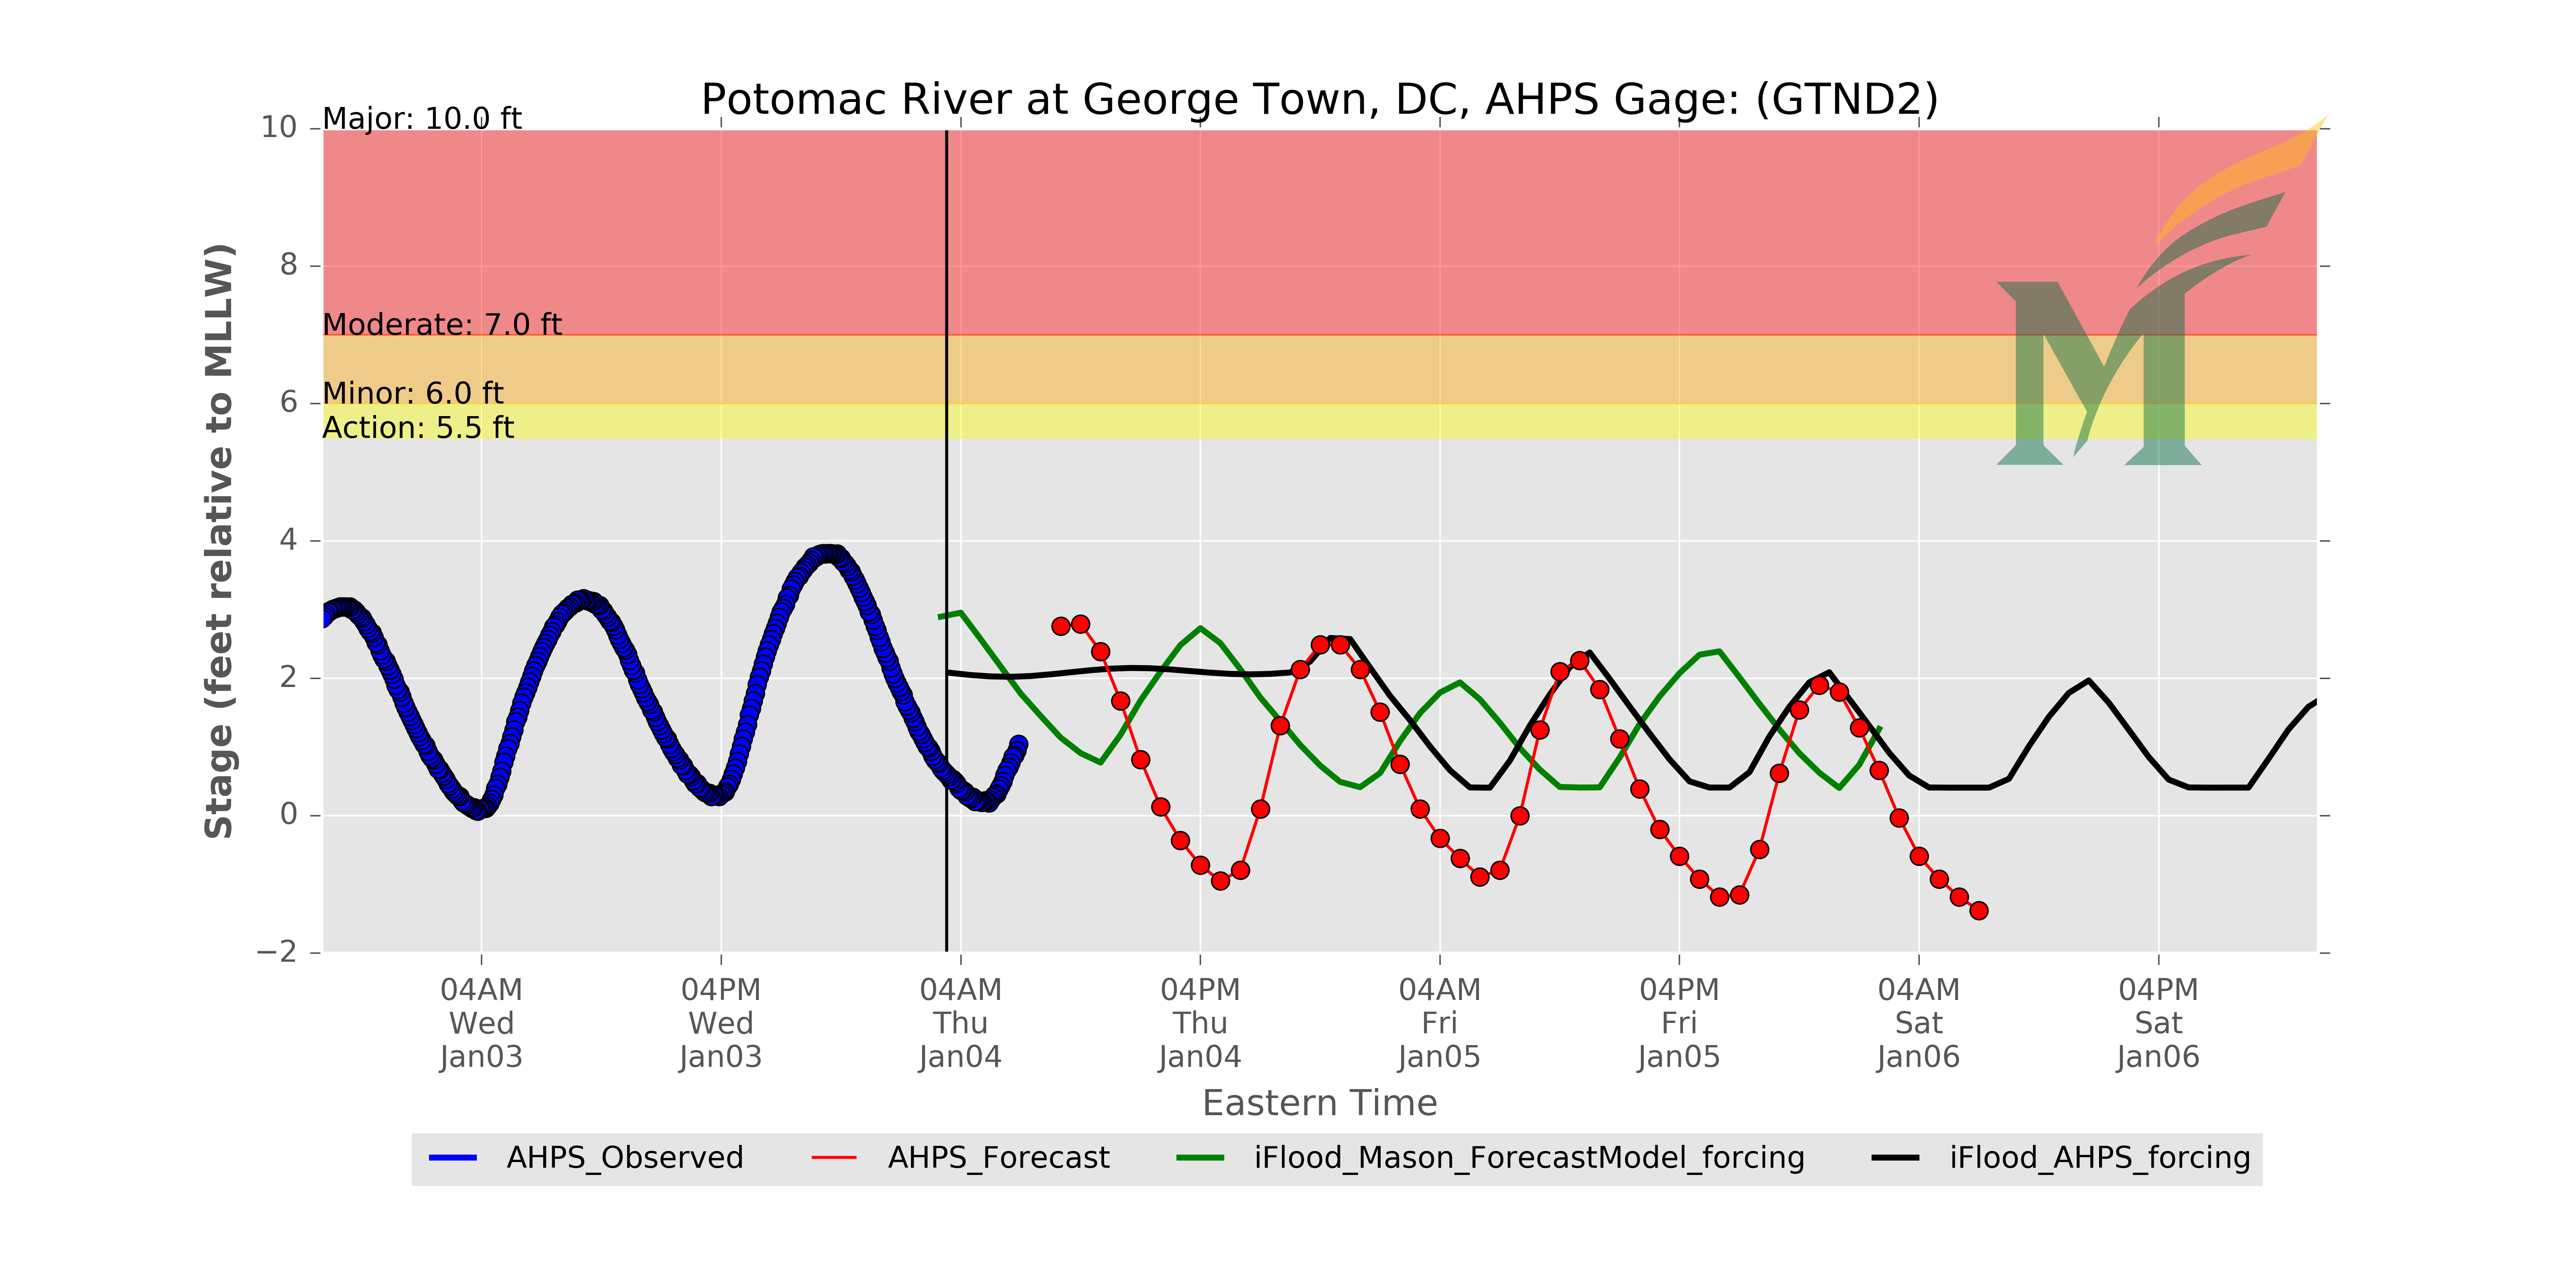 Potomac River at George Town, DC, AHPS Gage: (GTND2)
Major: 10.0 ft
Moderate: 7.0 ft
Minor: 6.0 ft
Action: 5.5 ft
10
8
6
4
2
0
−2
Stage (feet relative to MLLW)
04AM 04PM 04AM 04PM 04AM 04PM 04AM 04PM
Wed Wed Thu Thu Fri Fri Sat Sat
Jan03 Jan03 Jan04 Jan04 Jan05 Jan05 Jan06 Jan06
Eastern Time
AHPS_Observed AHPS_Forecast iFlood_Mason_ForecastModel_forcing iFlood_AHPS_forcing
M